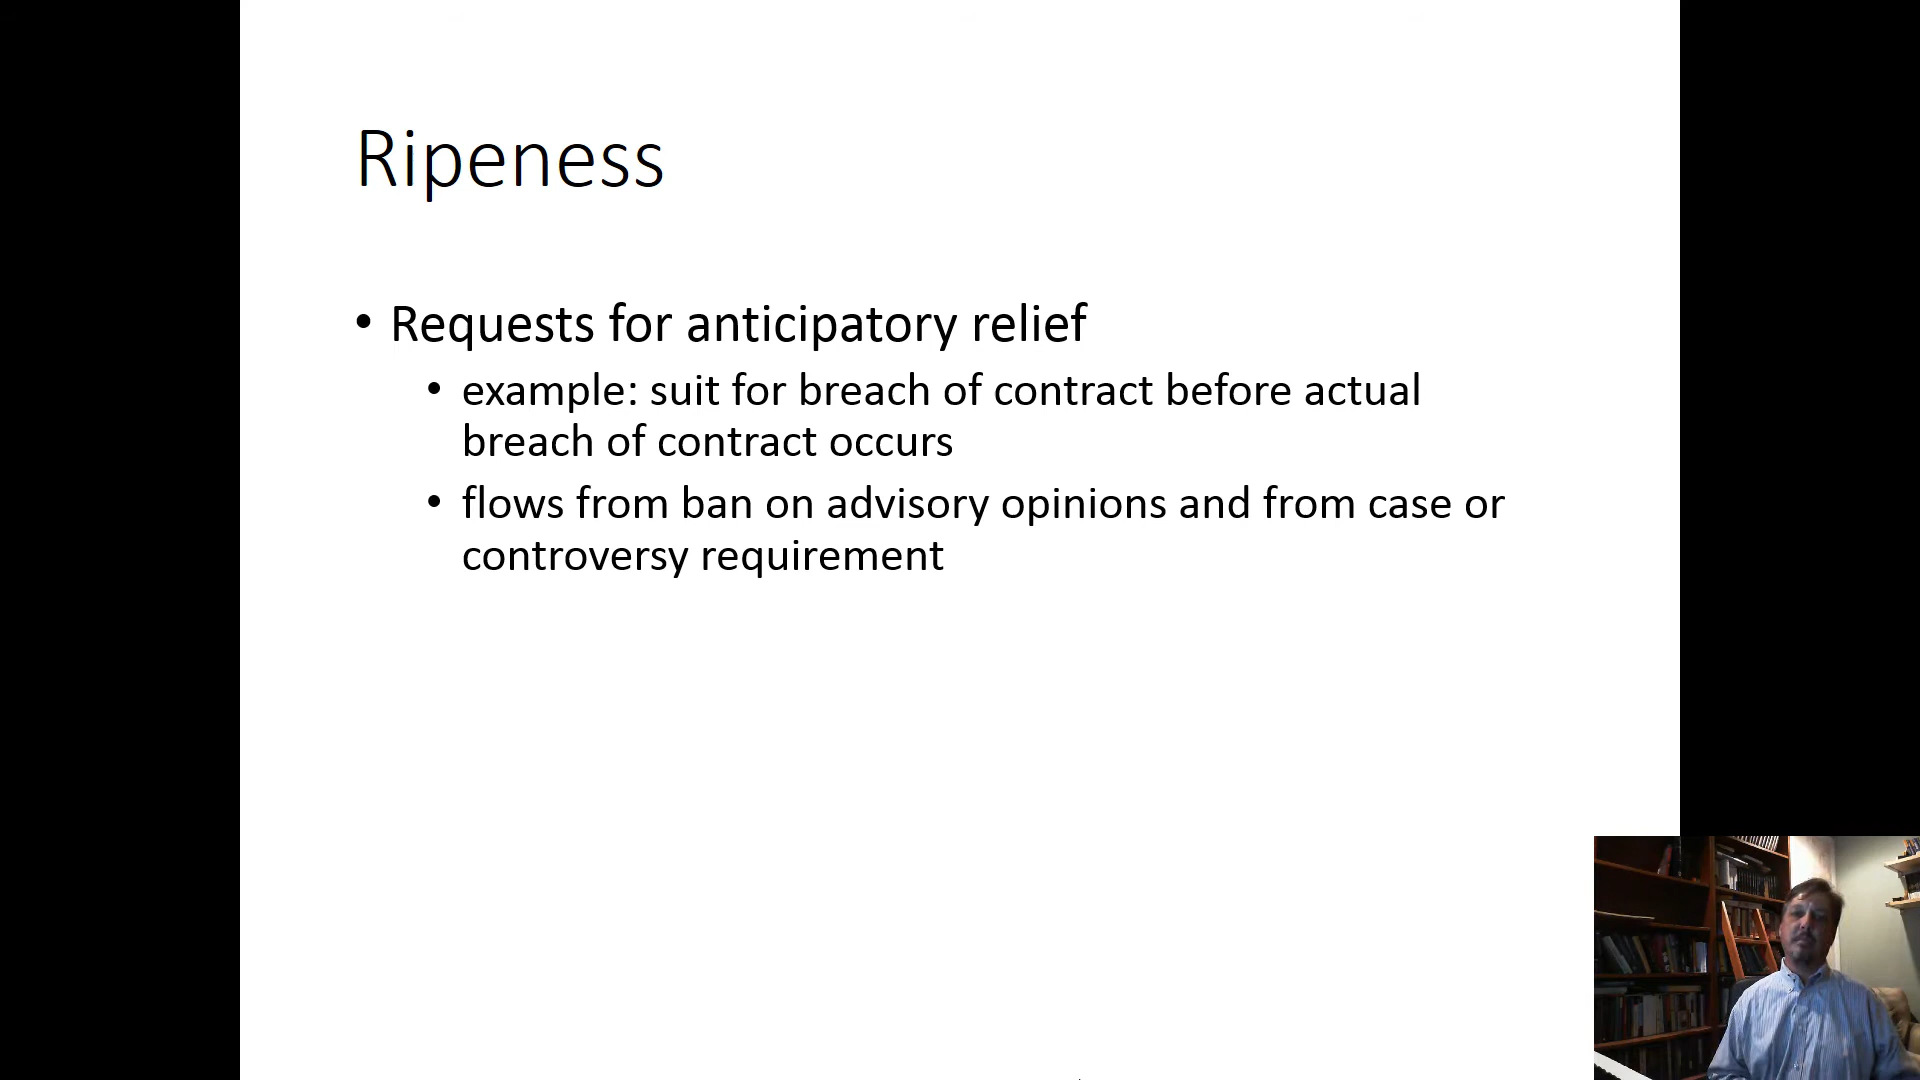 Ripeness
• Requests for anticipatory relief
• example: suit for breach of contract before actual
breach of contract occurs
• flows from ban on advisory opinions and from case or
controversy requirement